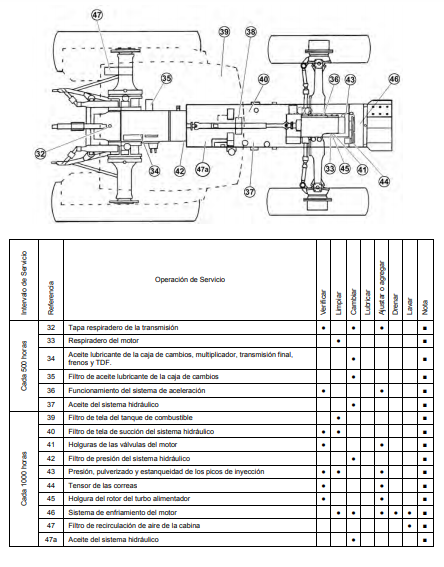 47
39
38
35
40
36
43
46
32
34
42
47a
37
33
45
41
44
Intervalo de Servicio
Referencia
Operación de Servicio
Verificar
Limpiar
Cambiar
Lubricar
Ajustar o agregar
Drenar
Lavar
Nota
Cada 500 horas
32 Tapa respiradero de la transmisión ● ● ● ■
33 Respiradero del motor ● ■
34 Aceite lubricante de la caja de cambios, multiplicador, transmisión final,
frenos y TDF. ● ■
35 Filtro de aceite lubricante de la caja de cambios ● ■
36 Funcionamiento del sistema de aceleración ● ● ■
37 Aceite del sistema hidráulico ● ■
Cada 1000 horas
39 Filtro de tela del tanque de combustible ● ■
40 Filtro de tela de succión del sistema hidráulico ● ● ■
41 Holguras de las válvulas del motor ● ● ■
42 Filtro de presión del sistema hidráulico ● ■
43 Presión, pulverizado y estanqueidad de los picos de inyección ● ● ● ■
44 Tensor de las correas ● ● ■
45 Holgura del rotor del turbo alimentador ● ● ■
46 Sistema de enfriamiento del motor ● ● ● ● ● ■
47 Filtro de recirculación de aire de la cabina ● ■
47a Aceite del sistema hidráulico ● ■